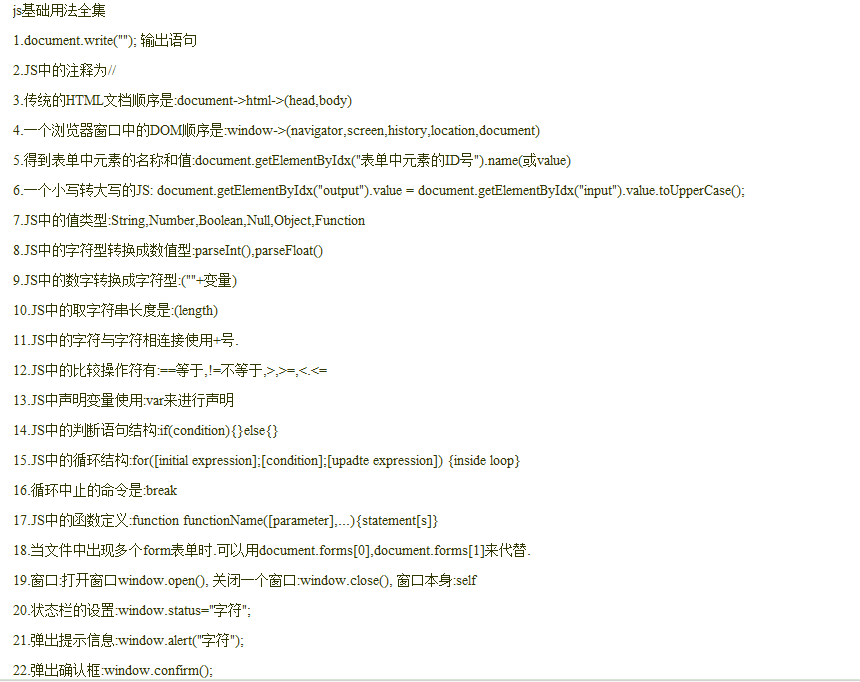 js基础用法全集
1.document.write(""); 输出语句
2.JS中的注释为//
3.传统的HTML文档顺序是:document->html->(head,body)
4.一个浏览器窗口中的DOM顺序是:window->(navigator,screen,history,location,document)
5.得到表单中元素的名称和值:document.getElementByIdx("表单中元素的ID号").name(或value)
6.一个小写转大写的JS: document.getElementByIdx("output").value = document.getElementByIdx("input").value.toUpperCase();
7.JS中的值类型:String,Number,Boolean,Null,Object,Function
8.JS中的字符型转换成数值型:parseInt(),parseFloat()
9.JS中的数字转换成字符型:(""+变量)
10.JS中的取字符串长度是:(length)
11.JS中的字符与字符相连接使用+号.
12.JS中的比较操作符有:==等于,!=不等于,>,>=,<.<=
13.JS中声明变量使用:var来进行声明
14.JS中的判断语句结构:if(condition){}else{}
15.JS中的循环结构:for([initial expression];[condition];[upadte expression]) {inside loop}
16.循环中止的命令是:break
17.JS中的函数定义:function functionName([parameter],...){statement[s]}
18.当文件中出现多个form表单时.可以用document.forms[0],document.forms[1]来代替.
19.窗口:打开窗口window.open(), 关闭一个窗口:window.close(), 窗口本身:self
20.状态栏的设置:window.status="字符";
21.弹出提示信息:window.alert("字符");
22.弹出确认框:window.confirm();